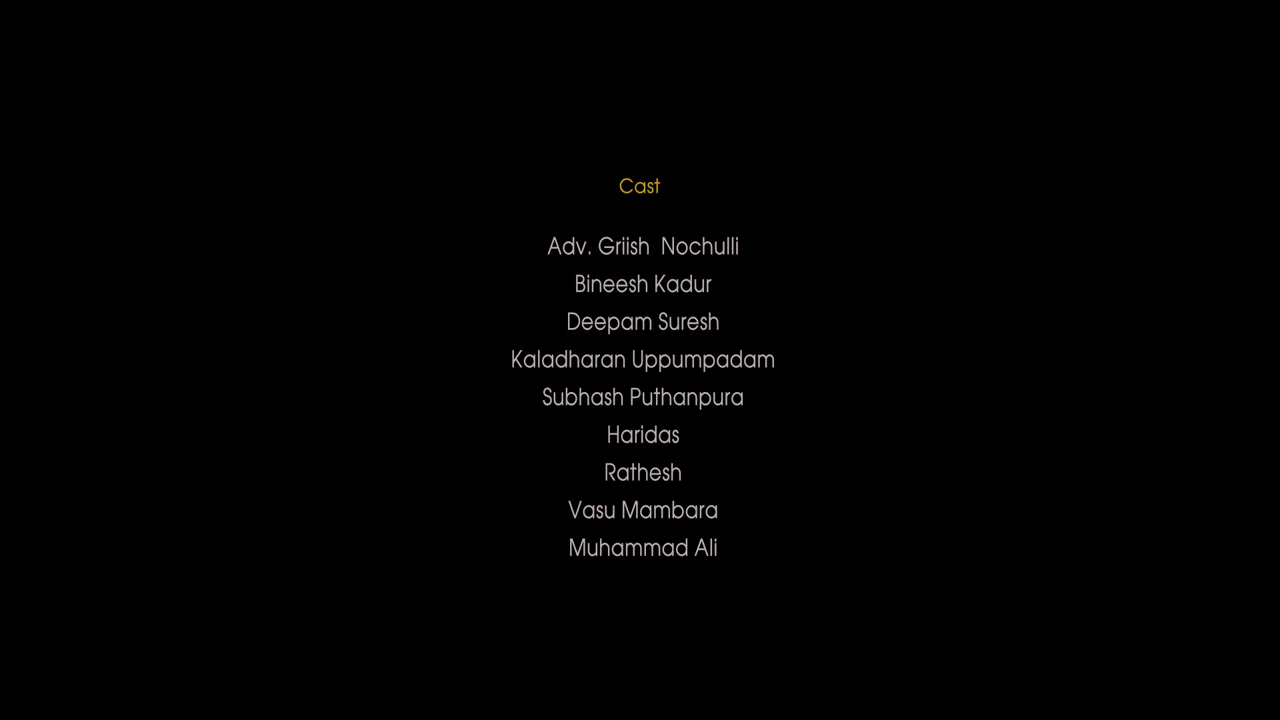 Cast
Adv. Griish Nochulli
Bineesh Kadur
Deepam Suresh
Kaladharan Uppumpadam
Subhash Puthanpura
Haridas
Rathesh
Vasu Mambara
Muhammad Ali